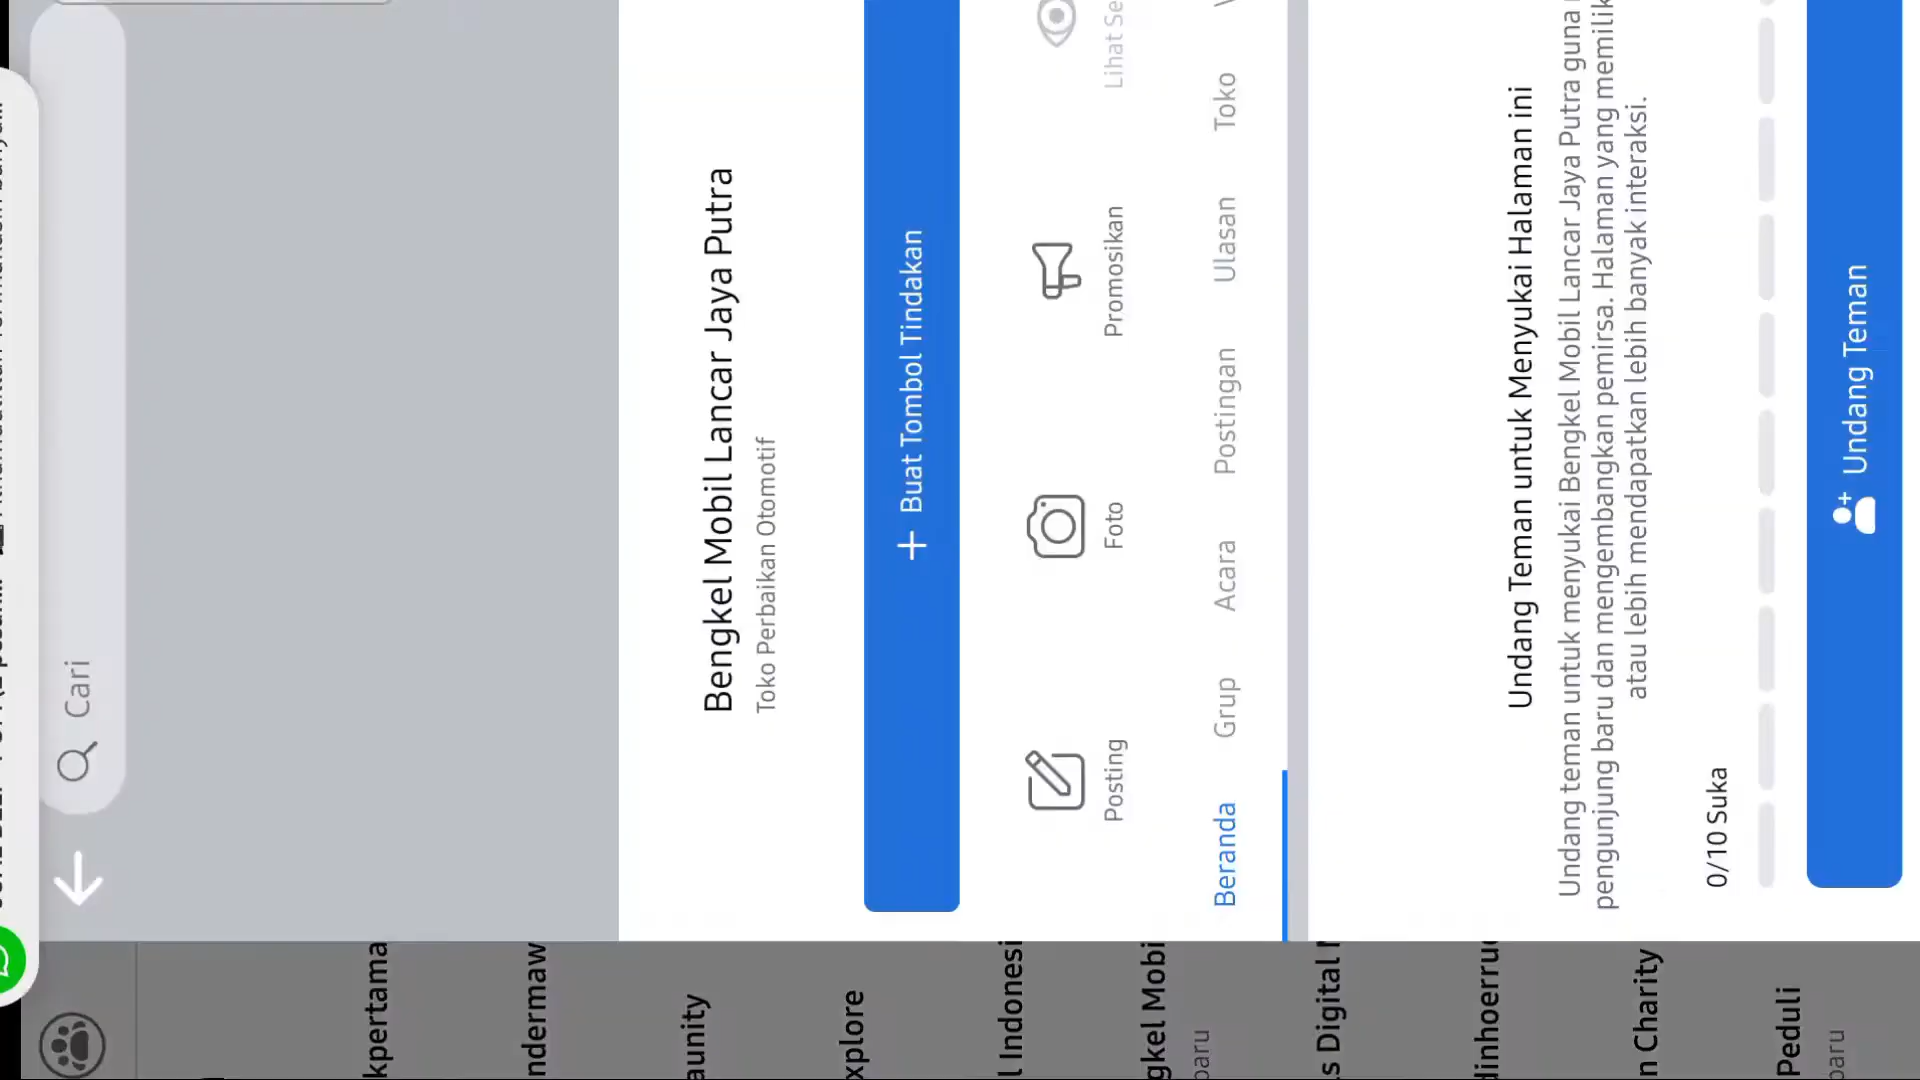 Cari
Bengkel Mobil Lancar Jaya Putra
Toko Perbaikan Otomotif
+ Buat Tombol Tindakan
Posting
Foto
Promosikan
Lihat Se
Beranda
Grup
Acara
Postingan
Ulasan
Toko
Undang Teman untuk Menyukai Halaman ini
Undang teman untuk menyukai Bengkel Mobil Lancar Jaya Putra guna
pengunjung baru dan mengembangkan pemirsa. Halaman yang memilik
atau lebih mendapatkan lebih banyak interaksi.
0/10 Suka
Undang Teman
kpertama
ndermaw
aunity
xplore
l Indonesi
gkel Mobi
baru
s Digital
dinhoerru
n Charity
Peduli
baru